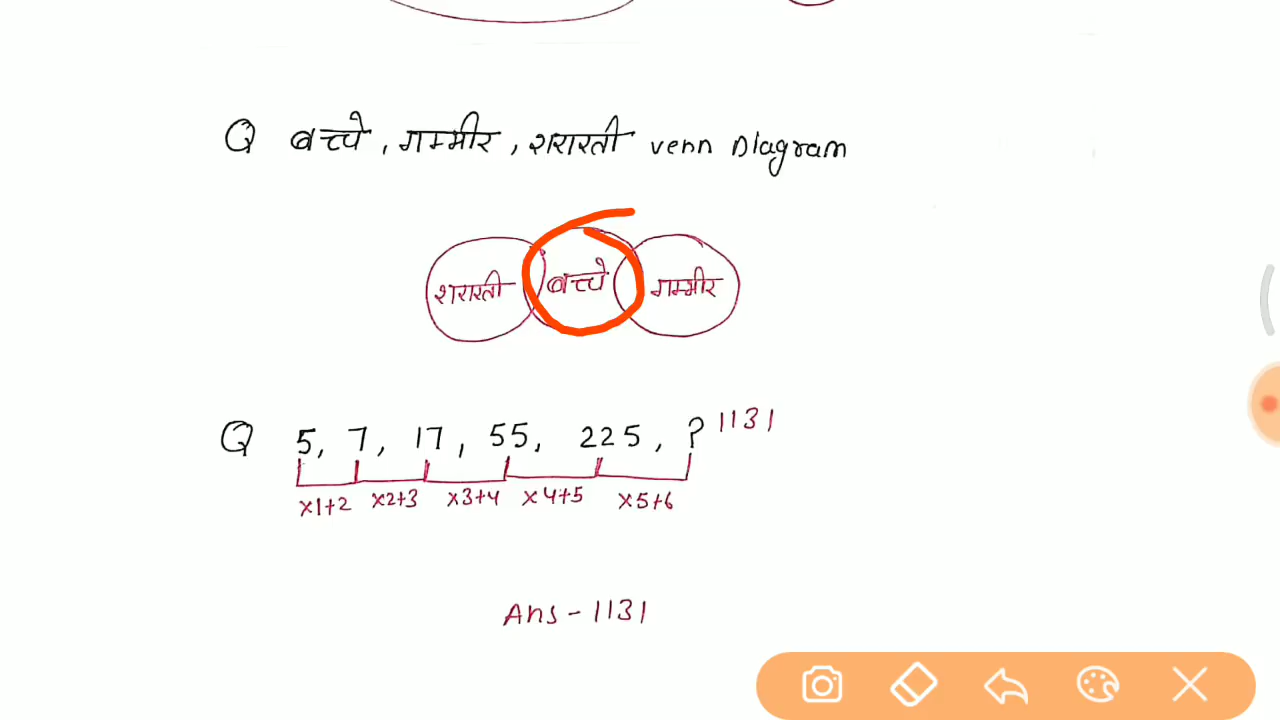 Q बच्चे, गम्भीर, शरारती venn Diagram
शरारती बच्चे गम्भीर
Q 5, 7, 17, 55, 225, ? 1131
x1+2 x2+3 x3+4 x4+5 x5+6
Ans - 1131